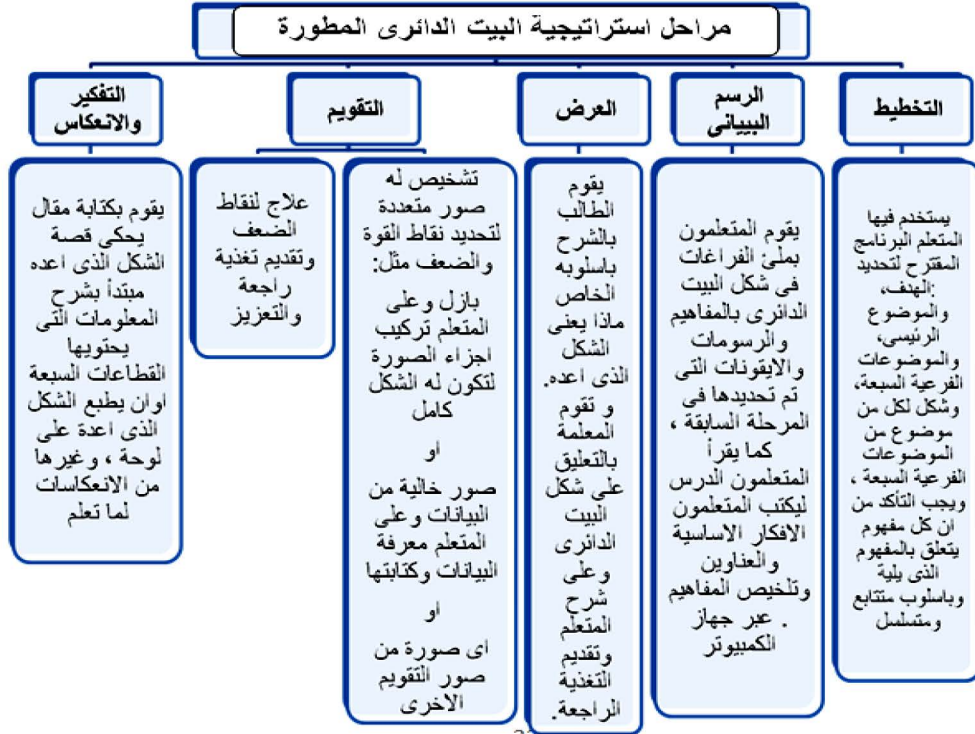 مراحل استراتيجية البيت الدائرى المطورة
التخطيط
يستخدم فيها
المتعلم البرنامج
المقترح لتحديد
:الهدف،
والموضوع
الرئيسى،
والموضوعات
الفرعية السبعة،
وشكل لكل من
موضوع من
الموضوعات
الفرعية السبعة ،
ويجب التأكد من
ان كل مفهوم
يتعلق بالمفهوم
الذى يلية
وباسلوب متتابع
ومتسلسل
الرسم
البييانى
يقوم المتعلمون
بملئ الفراغات
فى شكل البيت
الدائرى بالمفاهيم
والرسومات
والايقونات التى
تم تحديدها فى
المرحلة السابقة ،
كما يقرأ
المتعلمون الدرس
ليكتب المتعلمون
الافكار الاساسية
والعناوين
وتلخيص المفاهيم
. عبر جهاز
الكمبيوتر
العرض
يقوم
الطالب
بالشرح
باسلوبه
الخاص
ماذا يعنى
الشكل
الذى اعده.
و تقوم
المعلمة
بالتعليق
على شكل
البيت
الدائرى
وعلى
شرح
المتعلم
وتقديم
التغذية
الراجعة.
التقويم
تشخيص له
صور متعددة
لتحديد نقاط القوة
والضعف مثل:
بازل وعلى
المتعلم تركيب
اجزاء الصورة
لتكون له الشكل
كامل
او
صور خالية من
البيانات وعلى
المتعلم معرفة
البيانات وكتابتها
او
اى صورة من
صور التقويم
الاخرى
علاج لنقاط
الضعف
وتقديم تغذية
راجعة
والتعزيز
التفكير
والانعكاس
يقوم بكتابة مقال
يحكى قصة
الشكل الذى اعده
مبتدأ بشرح
المعلومات التى
يحتويها
القطاعات السبعة
اوان يطبع الشكل
الذى اعدة على
لوحة ، وغيرها
من الانعكاسات
لما تعلم